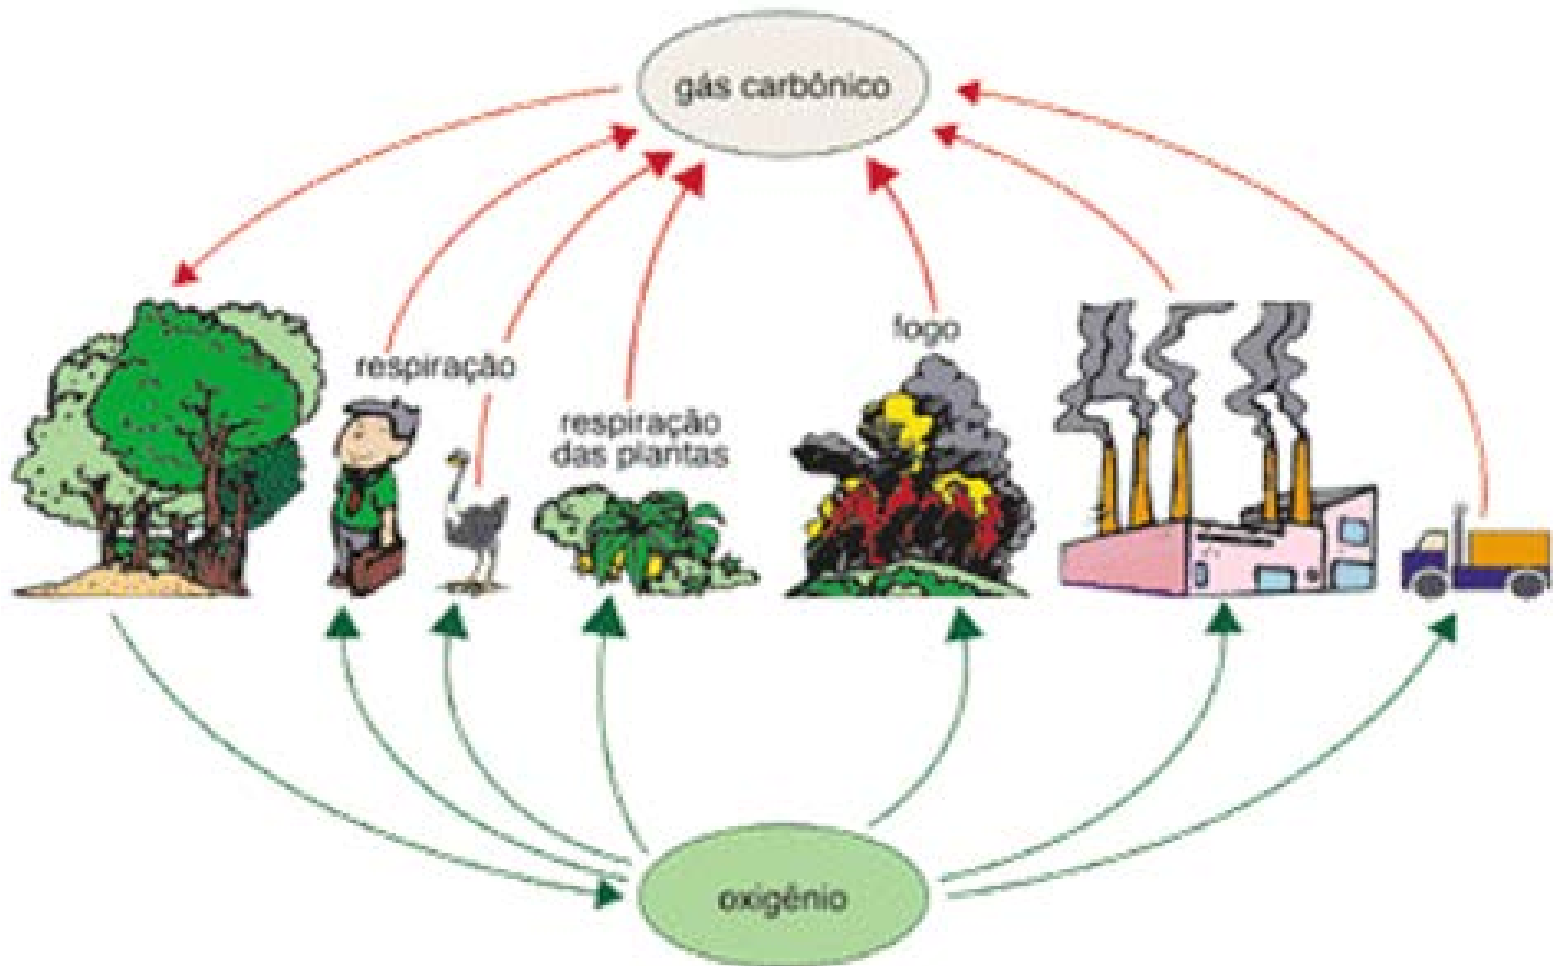 gás carbônico
fogo
respiração
respiração
das plantas
oxigênio